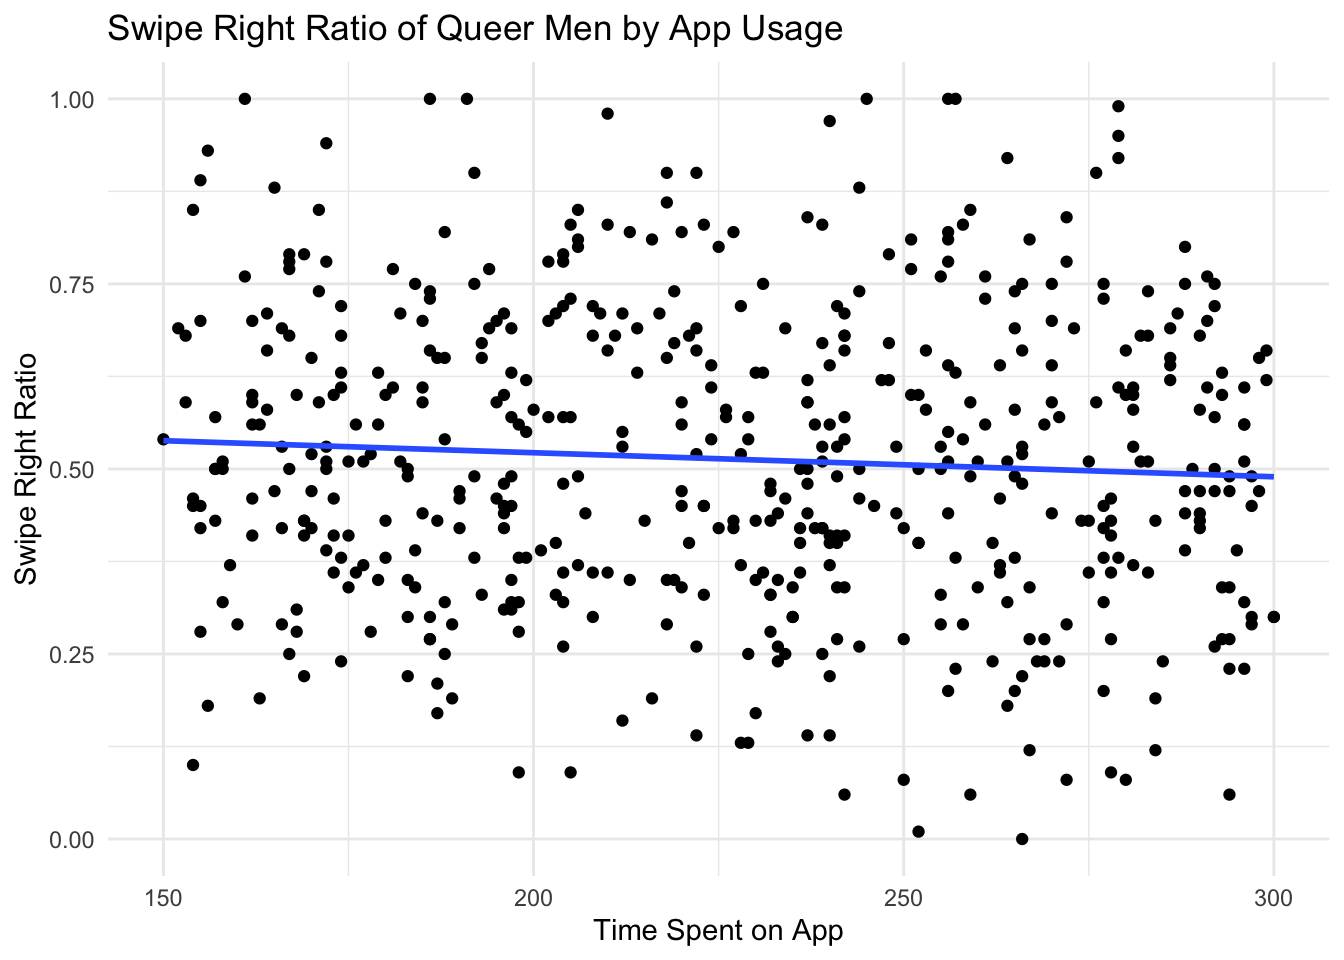 Swipe Right Ratio of Queer Men by App Usage
Swipe Right Ratio
1.00
0.75
0.50
0.25
0.00
150 200 250 300
Time Spent on App